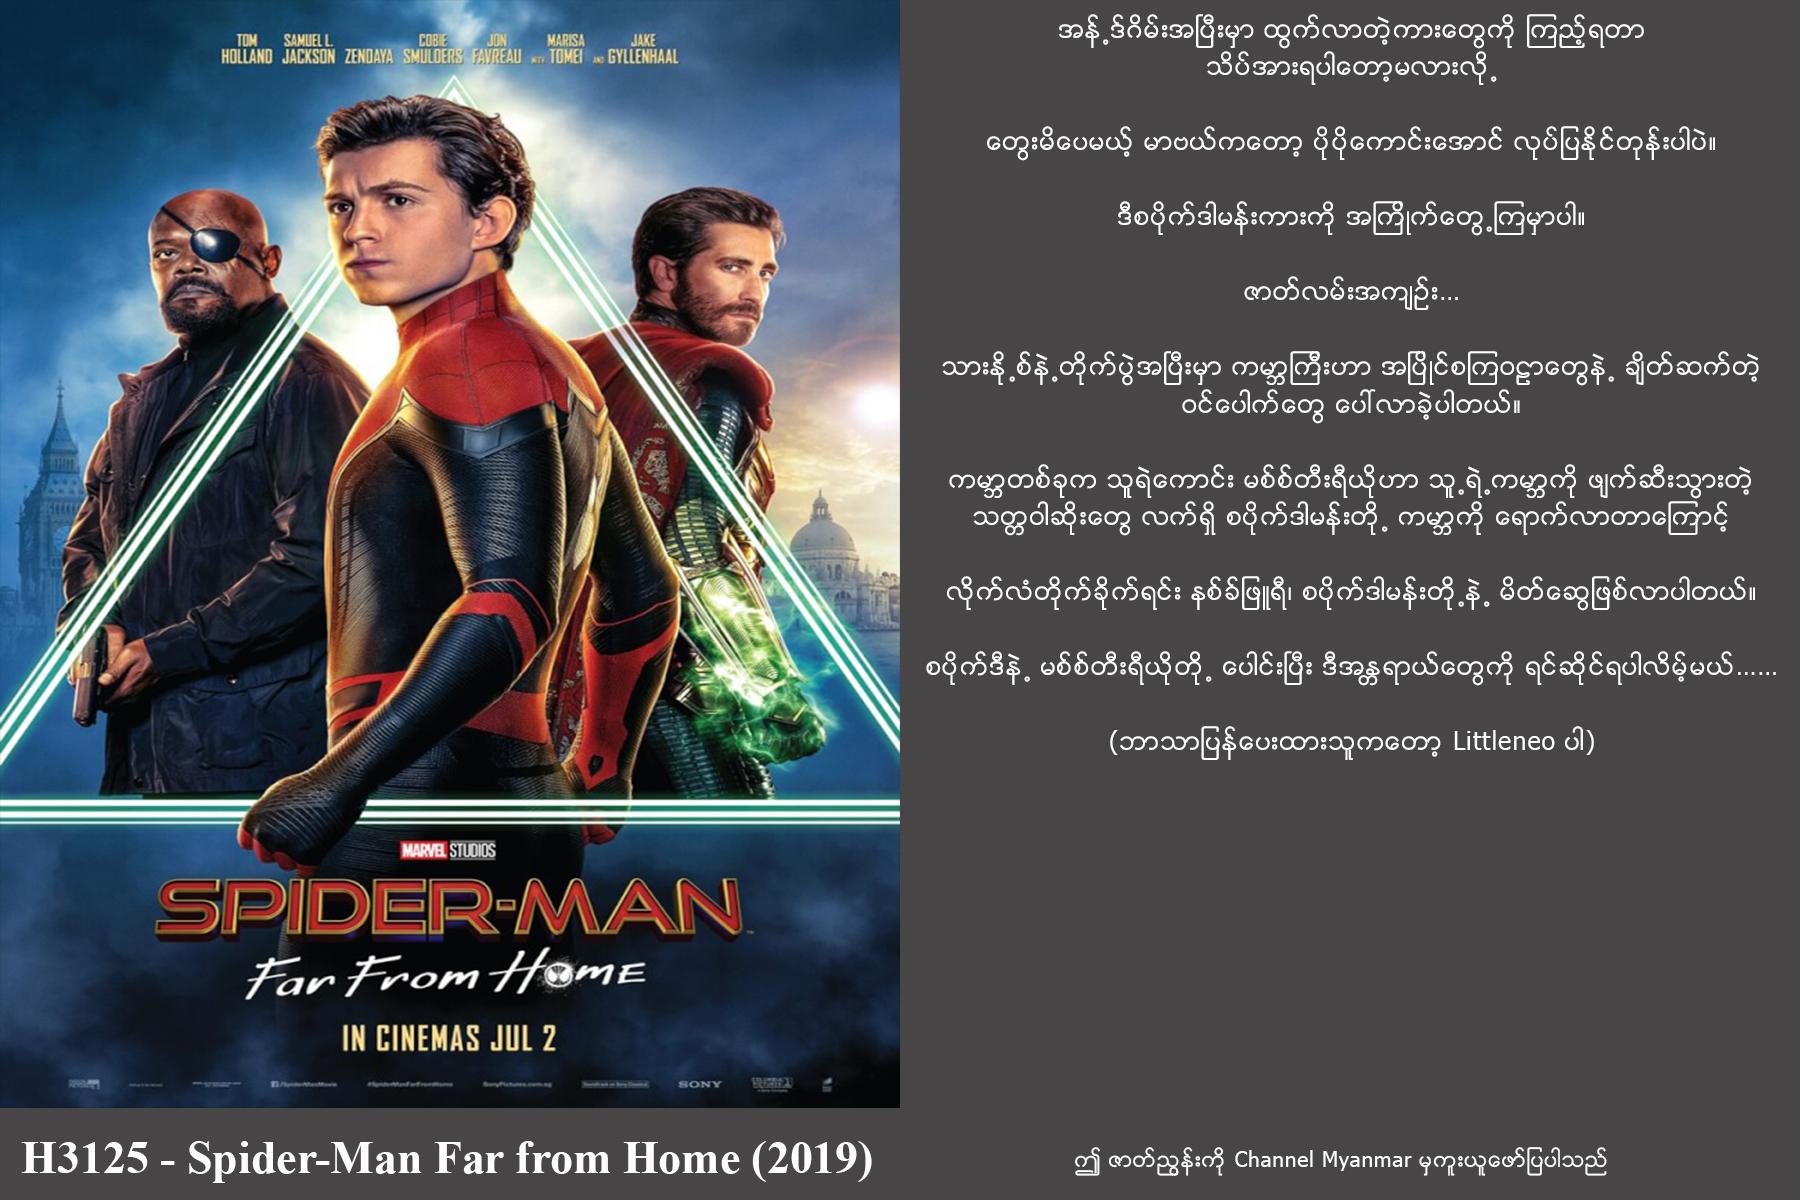 TOM HOLLAND SAMUEL L. JACKSON ZENDAYA COBIE SMULDERS JON FAVREAU WITH MARISA TOMEI AND JAKE GYLLENHAAL
MARVEL STUDIOS
SPIDER-MAN
Far From Home
IN CINEMAS JUL 2
/SpiderManMovie #SpiderManFarFromHome SonyPictures.com.sg SONY
H3125 - Spider-Man Far from Home (2019)
အန့်ဒ်ဂိမ်းအပြီးမှာ ထွက်လာတဲ့ကားတွေကို ကြည့်ရတာ
သိပ်အားရပါတော့မလားလို့
တွေးမိပေမယ့် မာဗယ်ကတော့ ပိုပိုကောင်းအောင် လုပ်ပြနိုင်တုန်းပါပဲ။
ဒီစပိုက်ဒါမန်းကားကို အကြိုက်တွေ့ကြမှာပါ။
ဇာတ်လမ်းအကျဉ်း...
သားနို့စ်နဲ့တိုက်ပွဲအပြီးမှာ ကမ္ဘာကြီးဟာ အပြိုင်စကြဝဠာတွေနဲ့ ချိတ်ဆက်တဲ့
ဝင်ပေါက်တွေ ပေါ်လာခဲ့ပါတယ်။
ကမ္ဘာတစ်ခုက သူရဲကောင်း မစ်စ်တီးရီယိုဟာ သူ့ရဲ့ကမ္ဘာကို ဖျက်ဆီးသွားတဲ့
သတ္တဝါဆိုးတွေ လက်ရှိ စပိုက်ဒါမန်းတို့ ကမ္ဘာကို ရောက်လာတာကြောင့်
လိုက်လံတိုက်ခိုက်ရင်း နစ်ခ်ဖြူရီ၊ စပိုက်ဒါမန်းတို့နဲ့ မိတ်ဆွေဖြစ်လာပါတယ်။
စပိုက်ဒီနဲ့ မစ်စ်တီးရီယိုတို့ ပေါင်းပြီး ဒီအန္တရာယ်တွေကို ရင်ဆိုင်ရပါလိမ့်မယ်......
(ဘာသာပြန်ပေးထားသူကတော့ Littleneo ပါ)
ဤ ဇာတ်ညွှန်းကို Channel Myanmar မှကူးယူဖော်ပြပါသည်